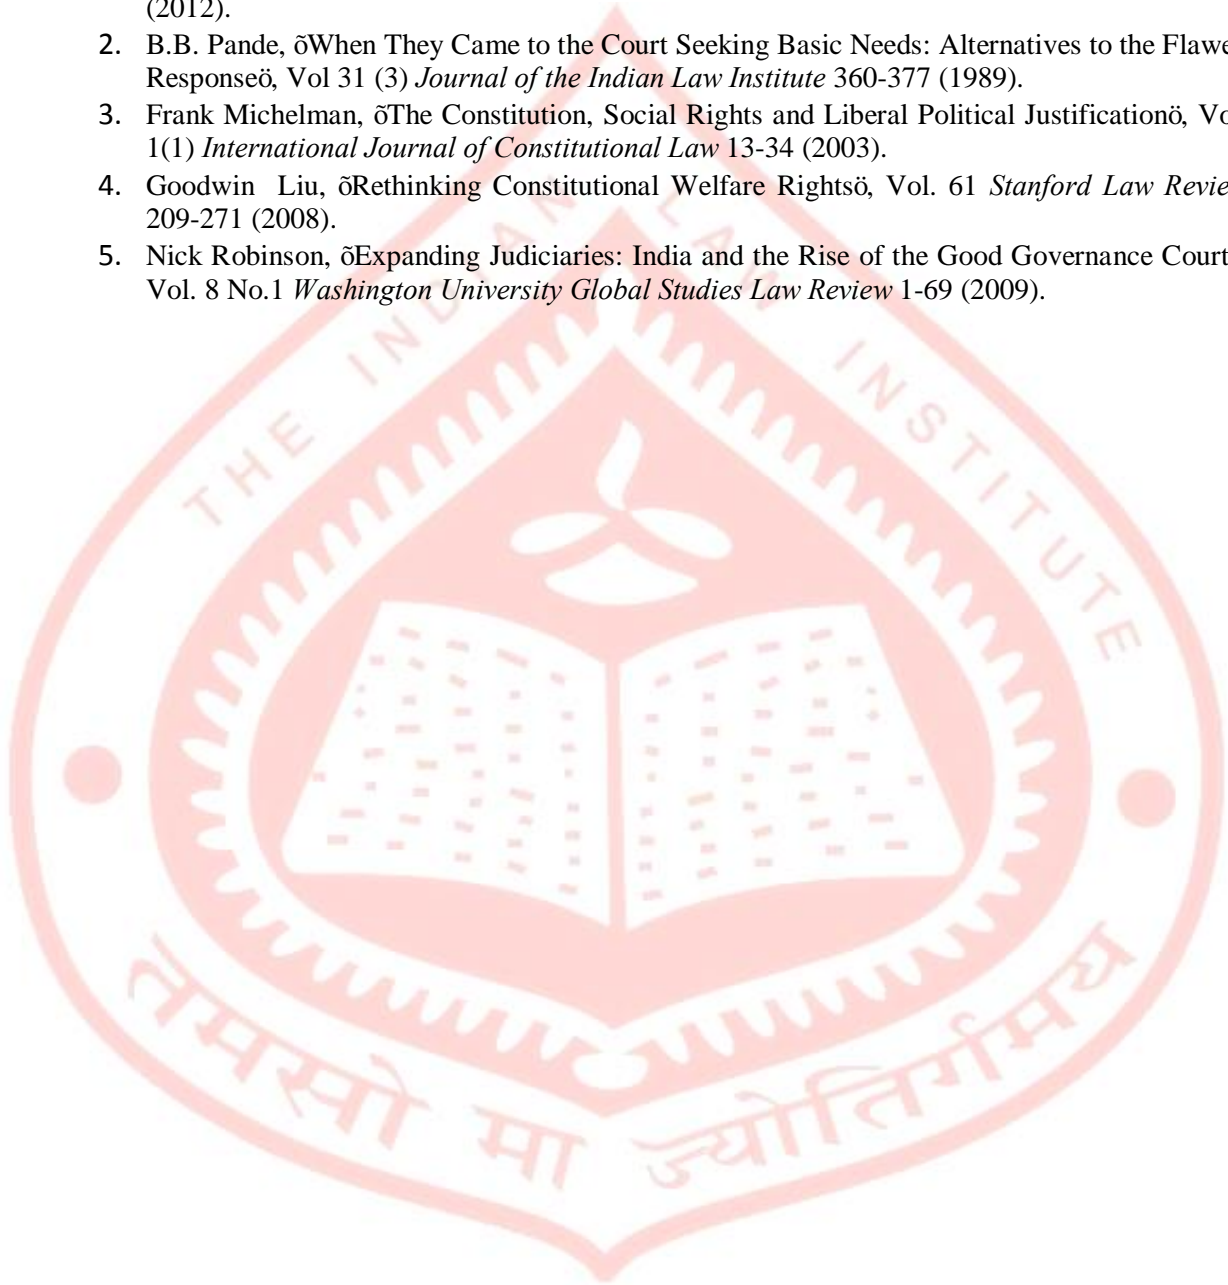 (2012).
2. B.B. Pande, õWhen They Came to the Court Seeking Basic Needs: Alternatives to the Flawe
Responseö, Vol 31 (3) Journal of the Indian Law Institute 360-377 (1989).
3. Frank Michelman, õThe Constitution, Social Rights and Liberal Political Justificationö, Vo
1(1) International Journal of Constitutional Law 13-34 (2003).
4. Goodwin Liu, õRethinking Constitutional Welfare Rightsö, Vol. 61 Stanford Law Revie
209-271 (2008).
5. Nick Robinson, õExpanding Judiciaries: India and the Rise of the Good Governance Court
Vol. 8 No.1 Washington University Global Studies Law Review 1-69 (2009).
THE INDIAN LAW INSTITUTE
तमसो मा ज्योतिर्गमय